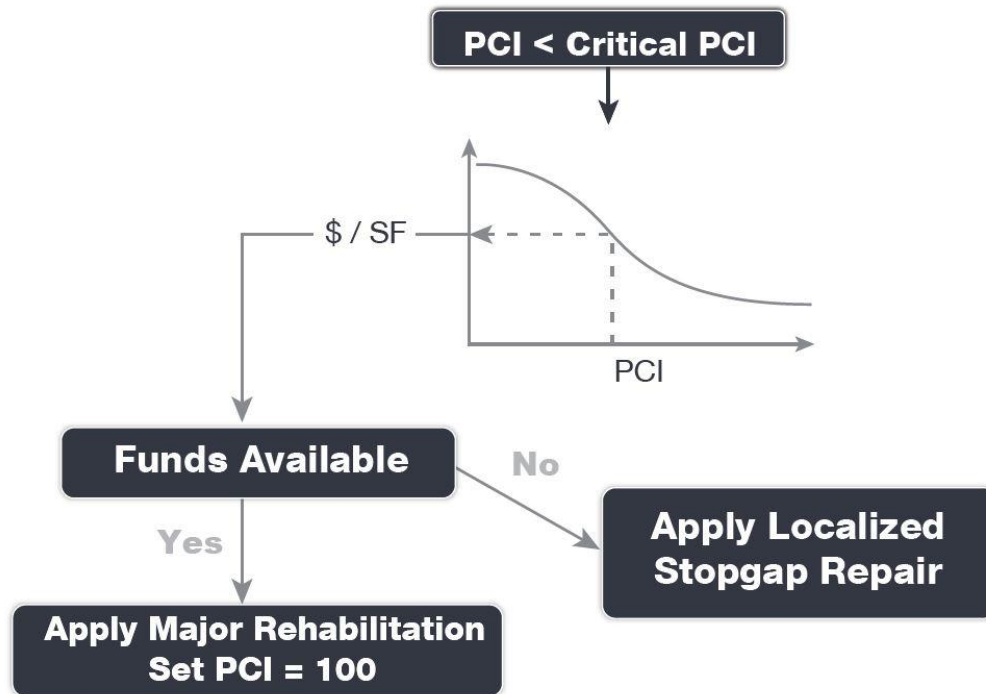 PCI < Critical PCI
$ / SF
PCI
Funds Available
No
Yes
Apply Localized
Stopgap Repair
Apply Major Rehabilitation
Set PCI = 100